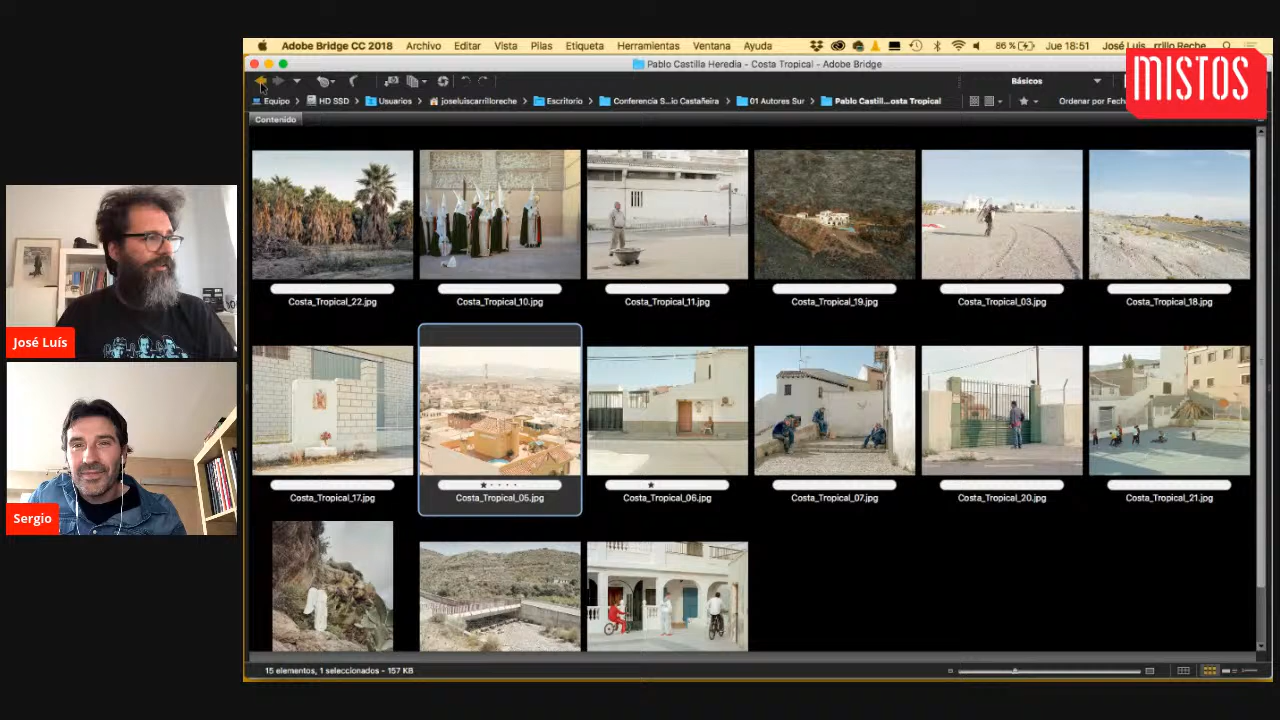 Adobe Bridge CC 2018 Archivo Editar Vista Pilas Etiqueta Herramientas Ventana Ayuda 86 % Jue 18:51 José Luis rrillo Reche
Pablo Castilla Heredia - Costa Tropical - Adobe Bridge
MISTOS
Básicos
Equipo HD SSD Usuarios joseluiscarrilloreche Escritorio Conferencia S...io Castañeira 01 Autores Sur Pablo Castill...osta Tropical Ordenar por Fech
Contenido
Costa_Tropical_22.jpg Costa_Tropical_10.jpg Costa_Tropical_11.jpg Costa_Tropical_19.jpg Costa_Tropical_03.jpg Costa_Tropical_18.jpg
José Luís
Costa_Tropical_17.jpg Costa_Tropical_05.jpg Costa_Tropical_06.jpg Costa_Tropical_07.jpg Costa_Tropical_20.jpg Costa_Tropical_21.jpg
Sergio
15 elementos, 1 seleccionados - 157 KB